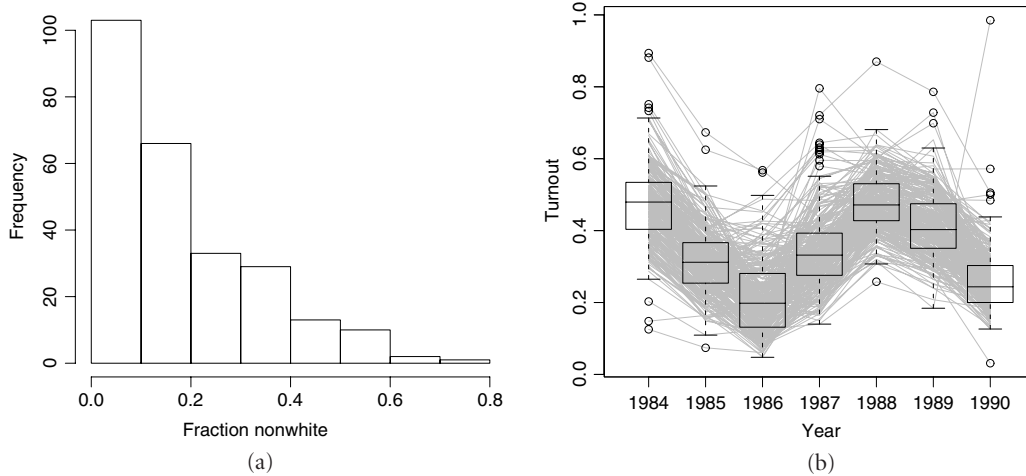 Frequency
0 20 40 60 80 100
0.0 0.2 0.4 0.6 0.8
Fraction nonwhite
(a)
Turnout
0.0 0.2 0.4 0.6 0.8 1.0
1984 1985 1986 1987 1988 1989 1990
Year
(b)